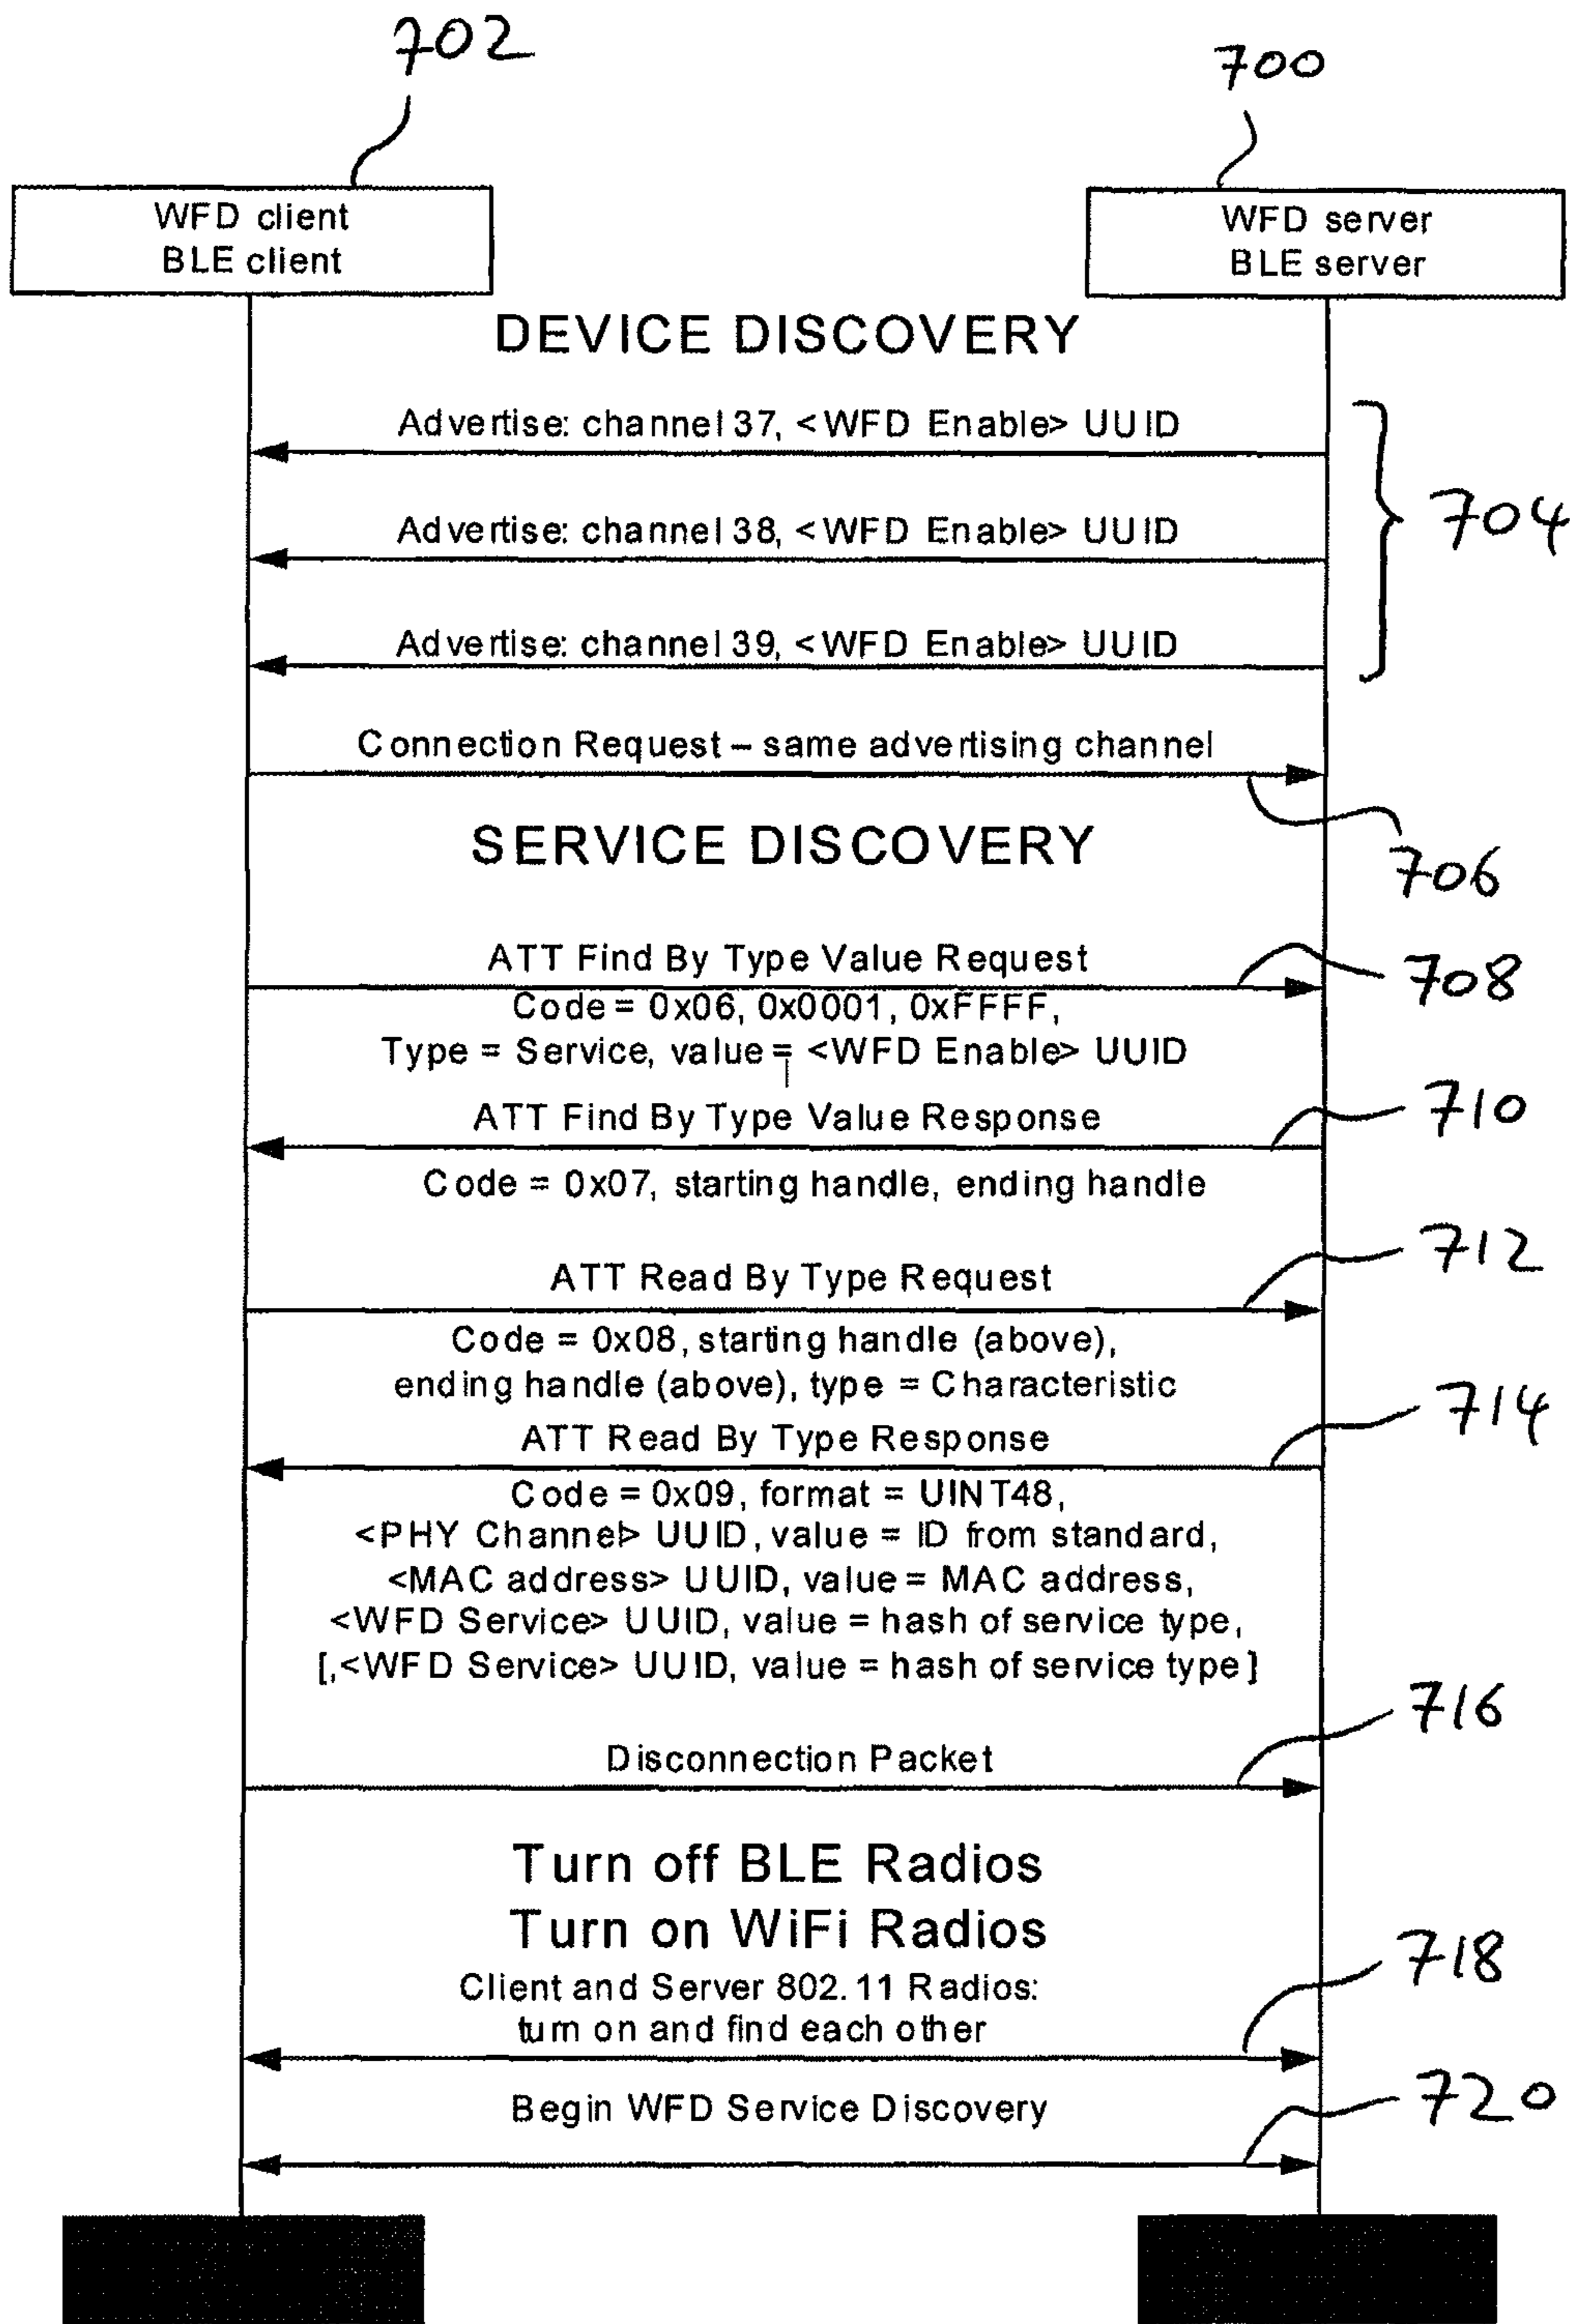 702
700
WFD client
BLE client
WFD server
BLE server
DEVICE DISCOVERY
Advertise: channel 37, <WFD Enable> UUID
Advertise: channel 38, <WFD Enable> UUID
704
Advertise: channel 39, <WFD Enable> UUID
Connection Request – same advertising channel
706
SERVICE DISCOVERY
ATT Find By Type Value Request
708
Code = 0x06, 0x0001, 0xFFFF,
Type = Service, value = <WFD Enable> UUID
ATT Find By Type Value Response
710
Code = 0x07, starting handle, ending handle
712
ATT Read By Type Request
Code = 0x08, starting handle (above),
ending handle (above), type = Characteristic
714
ATT Read By Type Response
Code = 0x09, format = UINT48,
<PHY Channel> UUID, value = ID from standard,
<MAC address> UUID, value = MAC address,
<WFD Service> UUID, value = hash of service type,
[,<WFD Service> UUID, value = hash of service type]
716
Disconnection Packet
Turn off BLE Radios
Turn on WiFi Radios
718
Client and Server 802.11 Radios:
turn on and find each other
720
Begin WFD Service Discovery